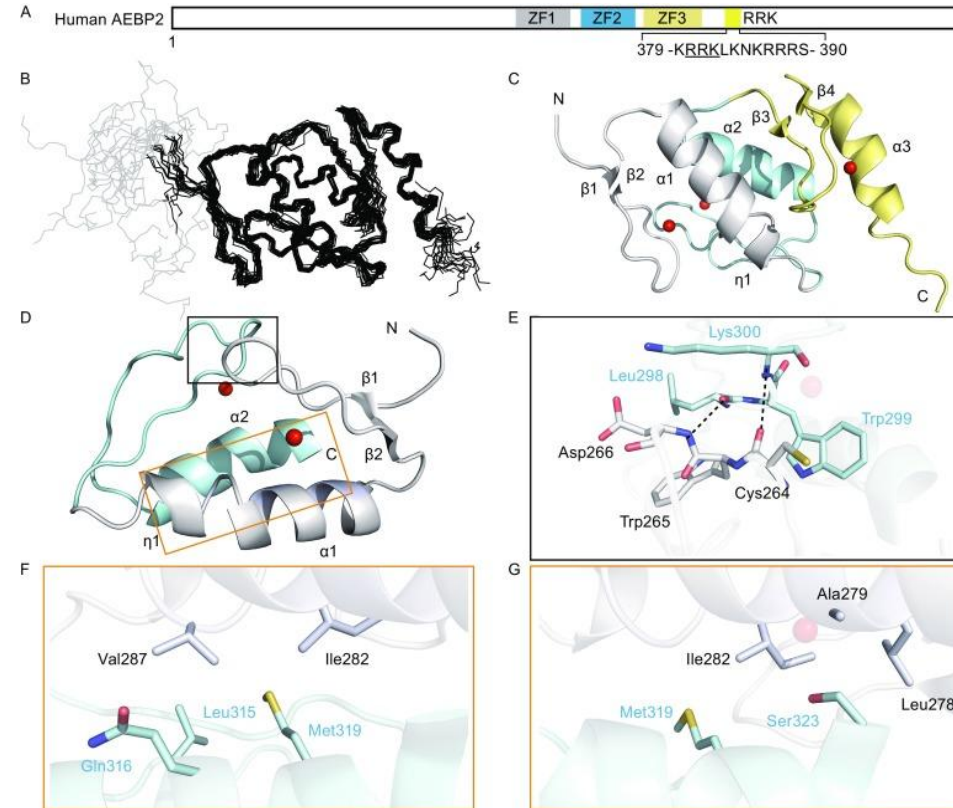 A
Human AEBP2
ZF1
ZF2
ZF3
RRK
1
379 -KRRKLKNKRRRS- 390
B
C
N
β1
β2
α1
α2
β3
β4
α3
η1
C
D
N
β1
α2
C
β2
η1
α1
E
Lys300
Leu298
Trp299
Asp266
Cys264
Trp265
F
Val287
Ile282
Leu315
Met319
Gln316
G
Ala279
Ile282
Leu278
Met319
Ser323